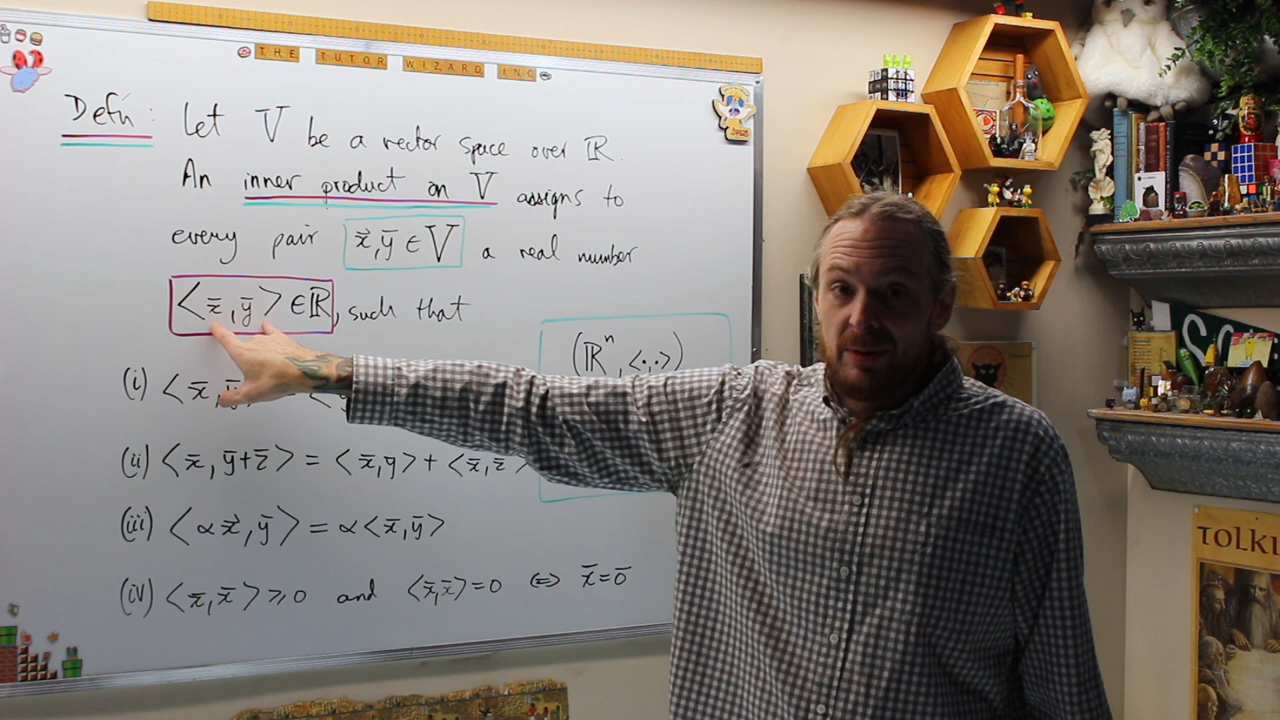 THE TUTOR WIZARD INC
Defn: Let V be a vector space over ℝ.
An inner product on V assigns to
every pair x̄, ȳ ∈ V a real number
<x̄, ȳ> ∈ ℝ, such that
(ℝⁿ, <·,·>)
(i) <x̄, ȳ
(ii) <x̄, ȳ+z̄> = <x̄, y> + <x̄, z̄>
(iii) <αx̄, ȳ> = α<x̄, ȳ>
(iv) <x̄, x̄> ≥ 0 and <x̄, x̄> = 0 ⇔ x̄ = ō
TOLKI